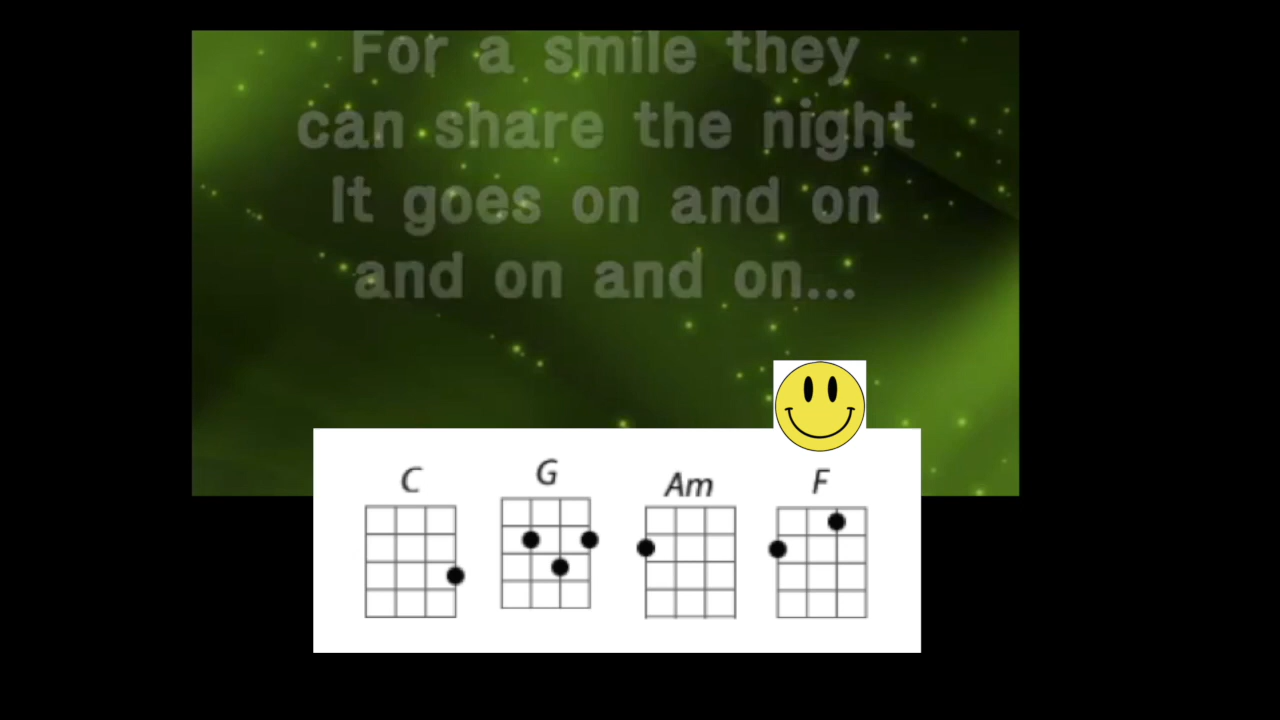 For a smile they
can share the night
It goes on and on
and on and on...
C G Am F